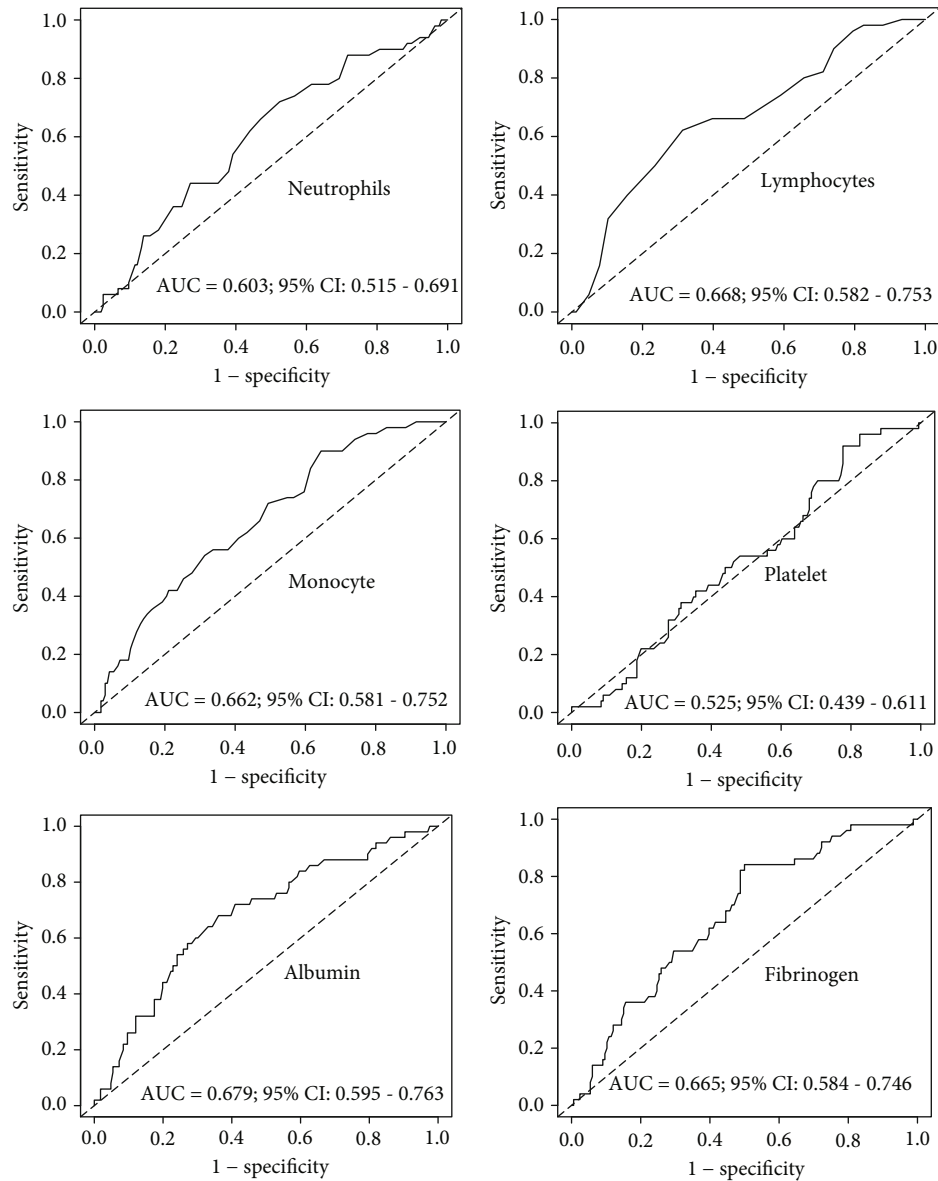 1.0
0.8
0.6
0.4
0.2
0.0
Sensitivity
Neutrophils
AUC = 0.603; 95% CI: 0.515 - 0.691
0.0 0.2 0.4 0.6 0.8 1.0
1 − specificity
1.0
0.8
0.6
0.4
0.2
0.0
Sensitivity
Lymphocytes
AUC = 0.668; 95% CI: 0.582 - 0.753
0.0 0.2 0.4 0.6 0.8 1.0
1 − specificity
1.0
0.8
0.6
0.4
0.2
0.0
Sensitivity
Monocyte
AUC = 0.662; 95% CI: 0.581 - 0.752
0.0 0.2 0.4 0.6 0.8 1.0
1 − specificity
1.0
0.8
0.6
0.4
0.2
0.0
Sensitivity
Platelet
AUC = 0.525; 95% CI: 0.439 - 0.611
0.0 0.2 0.4 0.6 0.8 1.0
1 − specificity
1.0
0.8
0.6
0.4
0.2
0.0
Sensitivity
Albumin
AUC = 0.679; 95% CI: 0.595 - 0.763
0.0 0.2 0.4 0.6 0.8 1.0
1 − specificity
1.0
0.8
0.6
0.4
0.2
0.0
Sensitivity
Fibrinogen
AUC = 0.665; 95% CI: 0.584 - 0.746
0.0 0.2 0.4 0.6 0.8 1.0
1 − specificity